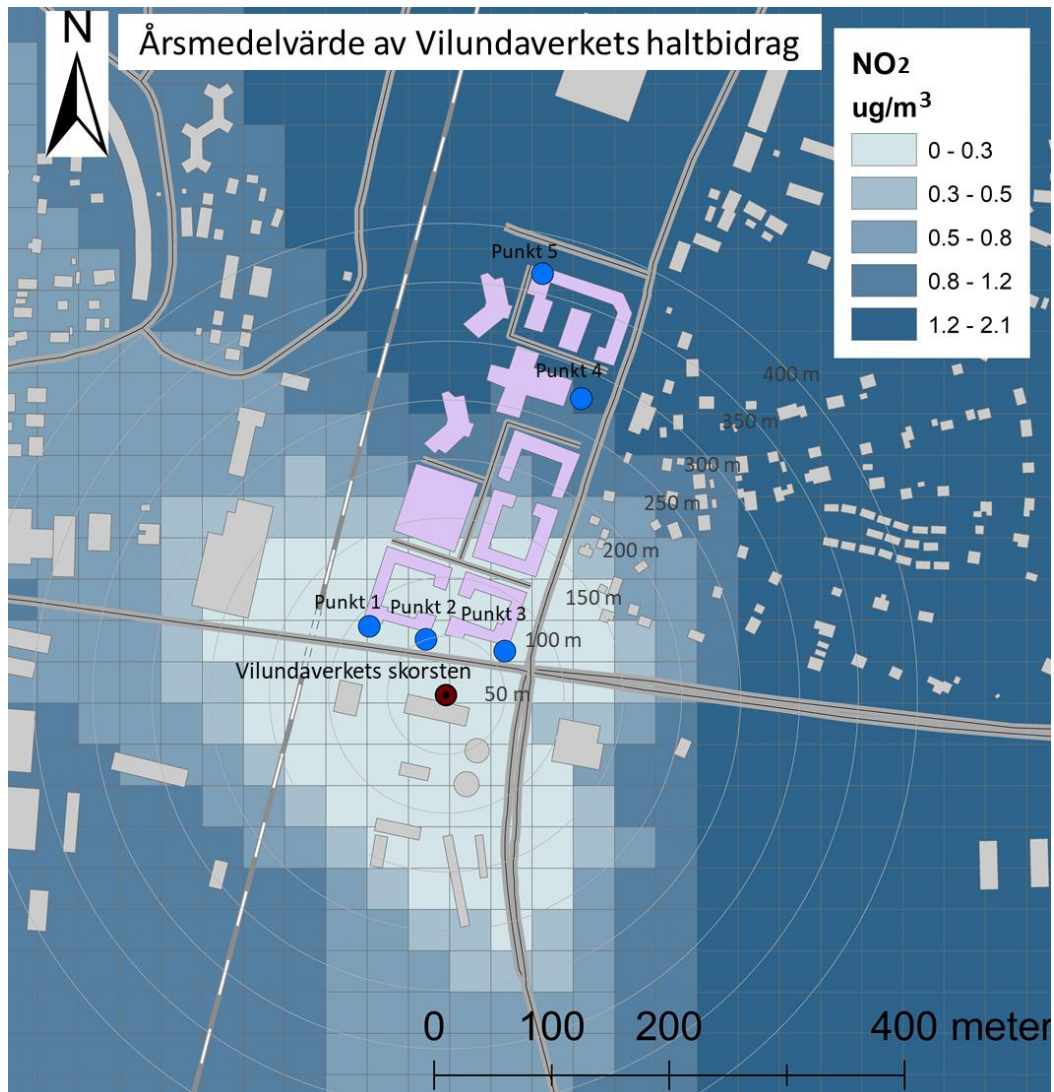 N
Årsmedelvärde av Vilundaverkets haltbidrag
NO2
ug/m³
0 - 0.3
0.3 - 0.5
0.5 - 0.8
0.8 - 1.2
1.2 - 2.1
Punkt 5
Punkt 4
400 m
350 m
300 m
250 m
200 m
150 m
Punkt 1
Punkt 2
Punkt 3
100 m
Vilundaverkets skorsten
50 m
0 100 200 400 meter